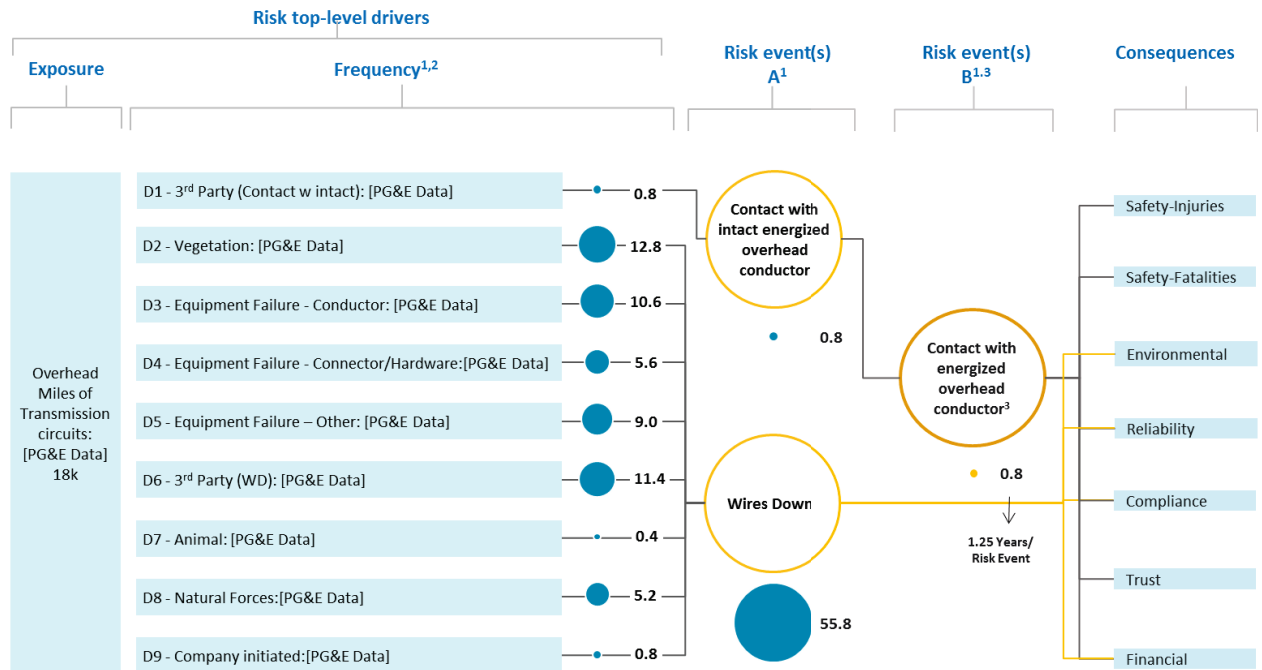 Risk top-level drivers
Exposure
Frequency1,2
Risk event(s)
A1
Risk event(s)
B1.3
Consequences
Overhead
Miles of
Transmission
circuits:
[PG&E Data]
18k
D1 - 3rd Party (Contact w intact): [PG&E Data]
0.8
D2 - Vegetation: [PG&E Data]
12.8
D3 - Equipment Failure - Conductor: [PG&E Data]
10.6
D4 - Equipment Failure - Connector/Hardware:[PG&E Data]
5.6
D5 - Equipment Failure – Other: [PG&E Data]
9.0
D6 - 3rd Party (WD): [PG&E Data]
11.4
D7 - Animal: [PG&E Data]
0.4
D8 - Natural Forces:[PG&E Data]
5.2
D9 - Company initiated:[PG&E Data]
0.8
Contact with
intact energized
overhead
conductor
0.8
Wires Down
55.8
Contact with
energized
overhead
conductor3
0.8
1.25 Years/
Risk Event
Safety-Injuries
Safety-Fatalities
Environmental
Reliability
Compliance
Trust
Financial